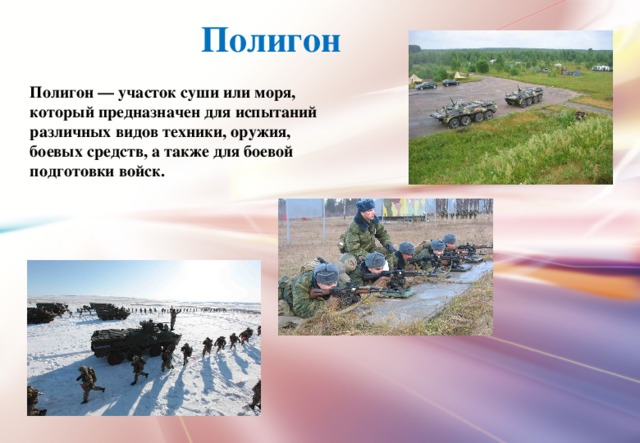 Полигон
Полигон — участок суши или моря,
который предназначен для испытаний
различных видов техники, оружия,
боевых средств, а также для боевой
подготовки войск.